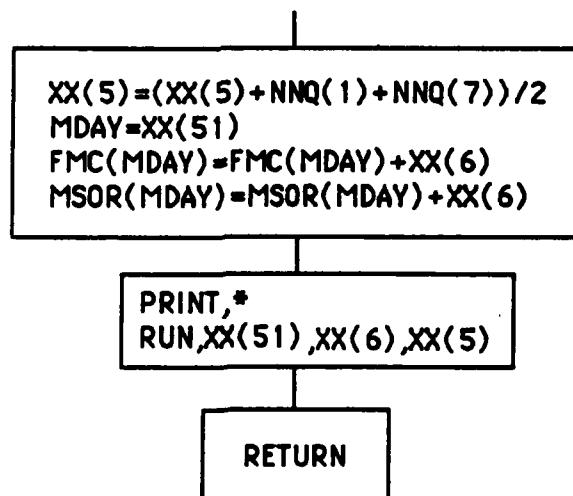 XX(5)=(XX(5)+NNQ(1)+NNQ(7))/2
MDAY=XX(51)
FMC(MDAY)=FMC(MDAY)+XX(6)
MSOR(MDAY)=MSOR(MDAY)+XX(6)
PRINT,*
RUN,XX(51),XX(6),XX(5)
RETURN